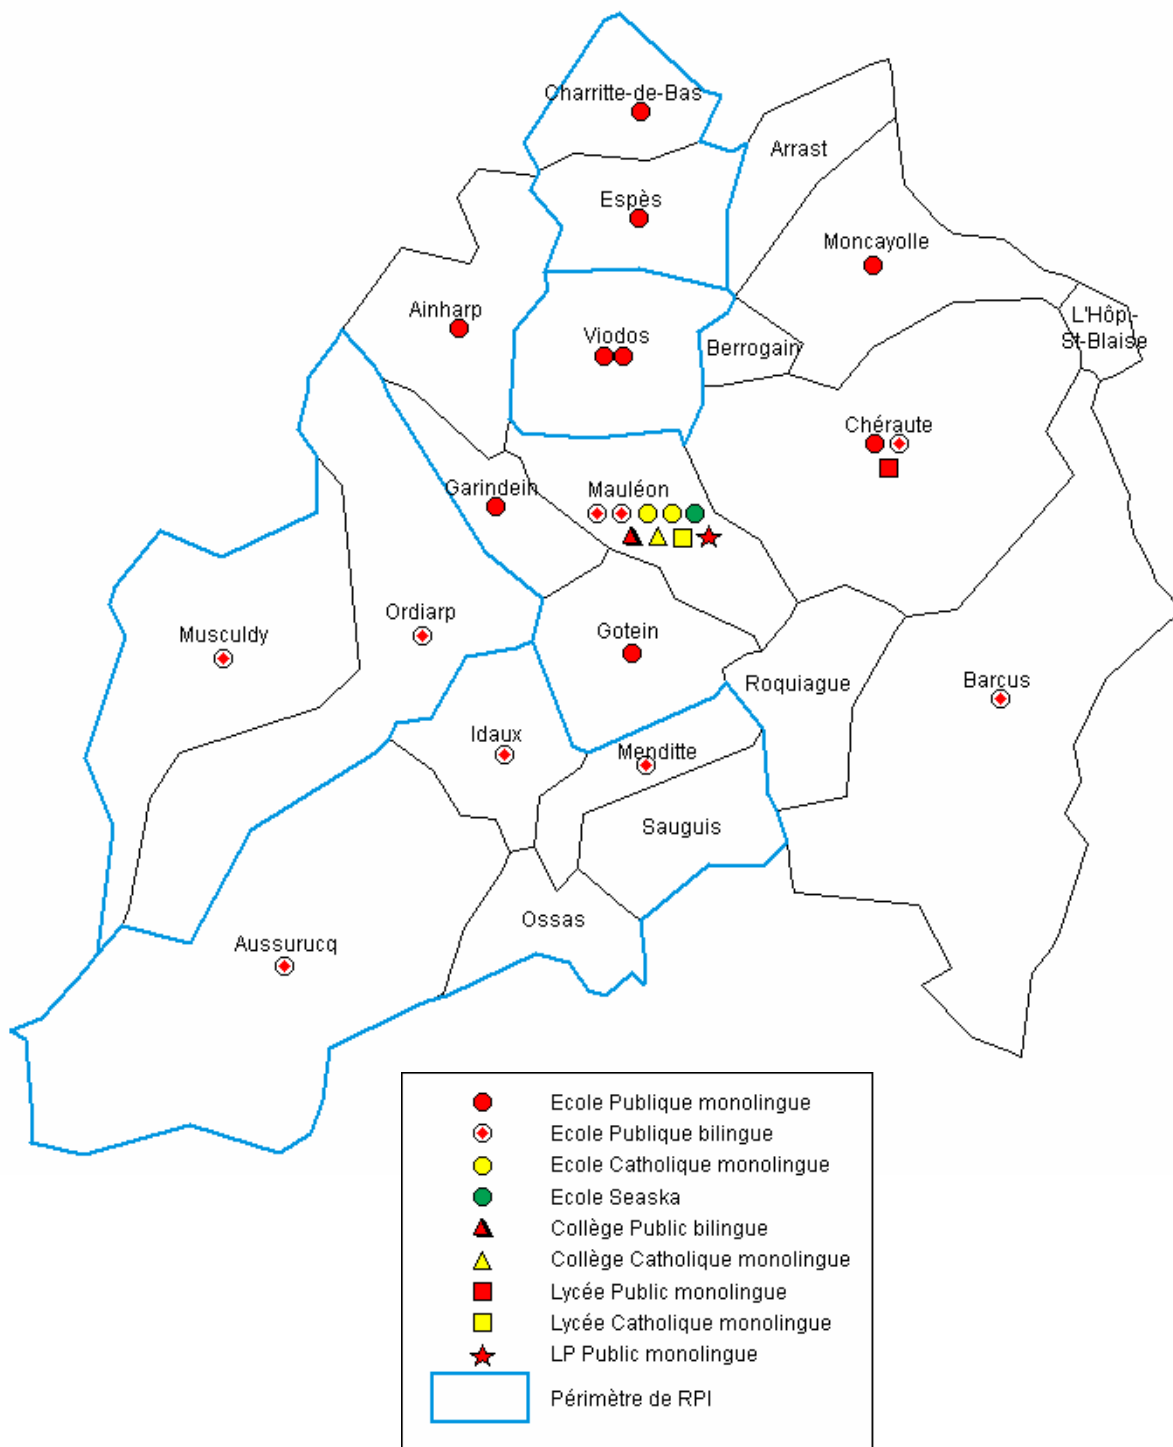 Charritte-de-Bas
Arrast
Espès
Moncayolle
Ainharp
L'Hôp.-
St-Blaise
Viodos
Berrogain
Chéraute
Garindein
Mauléon
Ordiarp
Musculdy
Gotein
Roquiague
Barcus
Idaux
Menditte
Sauguis
Ossas
Aussurucq
Ecole Publique monolingue
Ecole Publique bilingue
Ecole Catholique monolingue
Ecole Seaska
Collège Public bilingue
Collège Catholique monolingue
Lycée Public monolingue
Lycée Catholique monolingue
LP Public monolingue
Périmètre de RPI